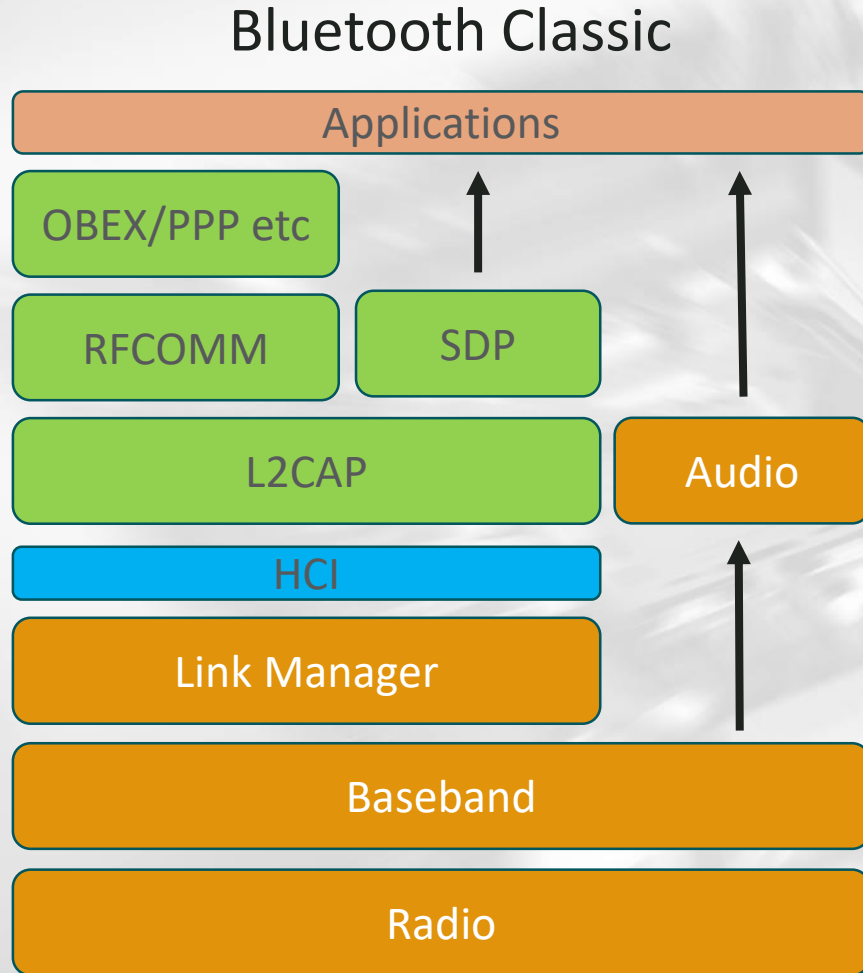 Bluetooth Classic
Applications
OBEX/PPP etc
RFCOMM
SDP
L2CAP
Audio
HCI
Link Manager
Baseband
Radio